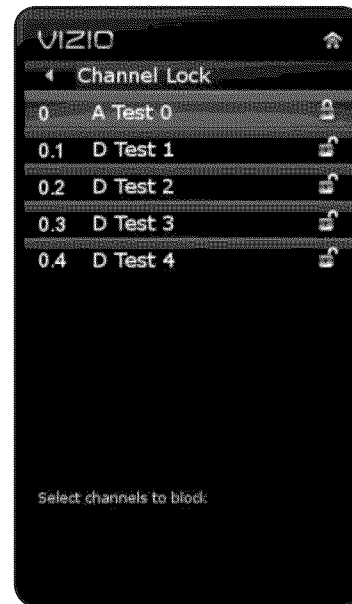 VIZIO
Channel Lock
0 A Test 0
0.1 D Test 1
0.2 D Test 2
0.3 D Test 3
0.4 D Test 4
Select channels to block: